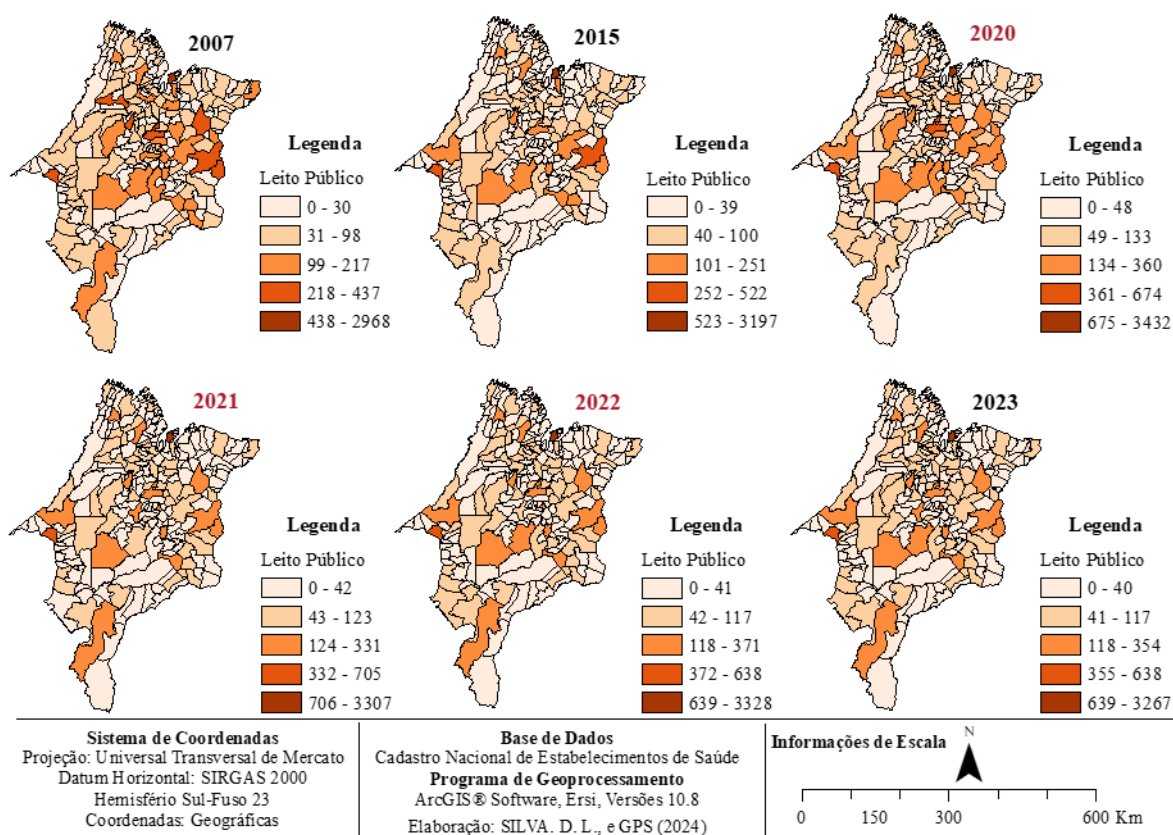 2007
Legenda
Leito Público
0 - 30
31 - 98
99 - 217
218 - 437
438 - 2968
2015
Legenda
Leito Público
0 - 39
40 - 100
101 - 251
252 - 522
523 - 3197
2020
Legenda
Leito Público
0 - 48
49 - 133
134 - 360
361 - 674
675 - 3432
2021
Legenda
Leito Público
0 - 42
43 - 123
124 - 331
332 - 705
706 - 3307
2022
Legenda
Leito Público
0 - 41
42 - 117
118 - 371
372 - 638
639 - 3328
2023
Legenda
Leito Público
0 - 40
41 - 117
118 - 354
355 - 638
639 - 3267
Sistema de Coordenadas
Projeção: Universal Transversal de Mercato
Datum Horizontal: SIRGAS 2000
Hemisfério Sul-Fuso 23
Coordenadas: Geográficas
Base de Dados
Cadastro Nacional de Estabelecimentos de Saúde
Programa de Geoprocessamento
ArcGIS® Software, Ersi, Versões 10.8
Elaboração: SILVA. D. L., e GPS (2024)
Informações de Escala
N
0 150 300 600 Km